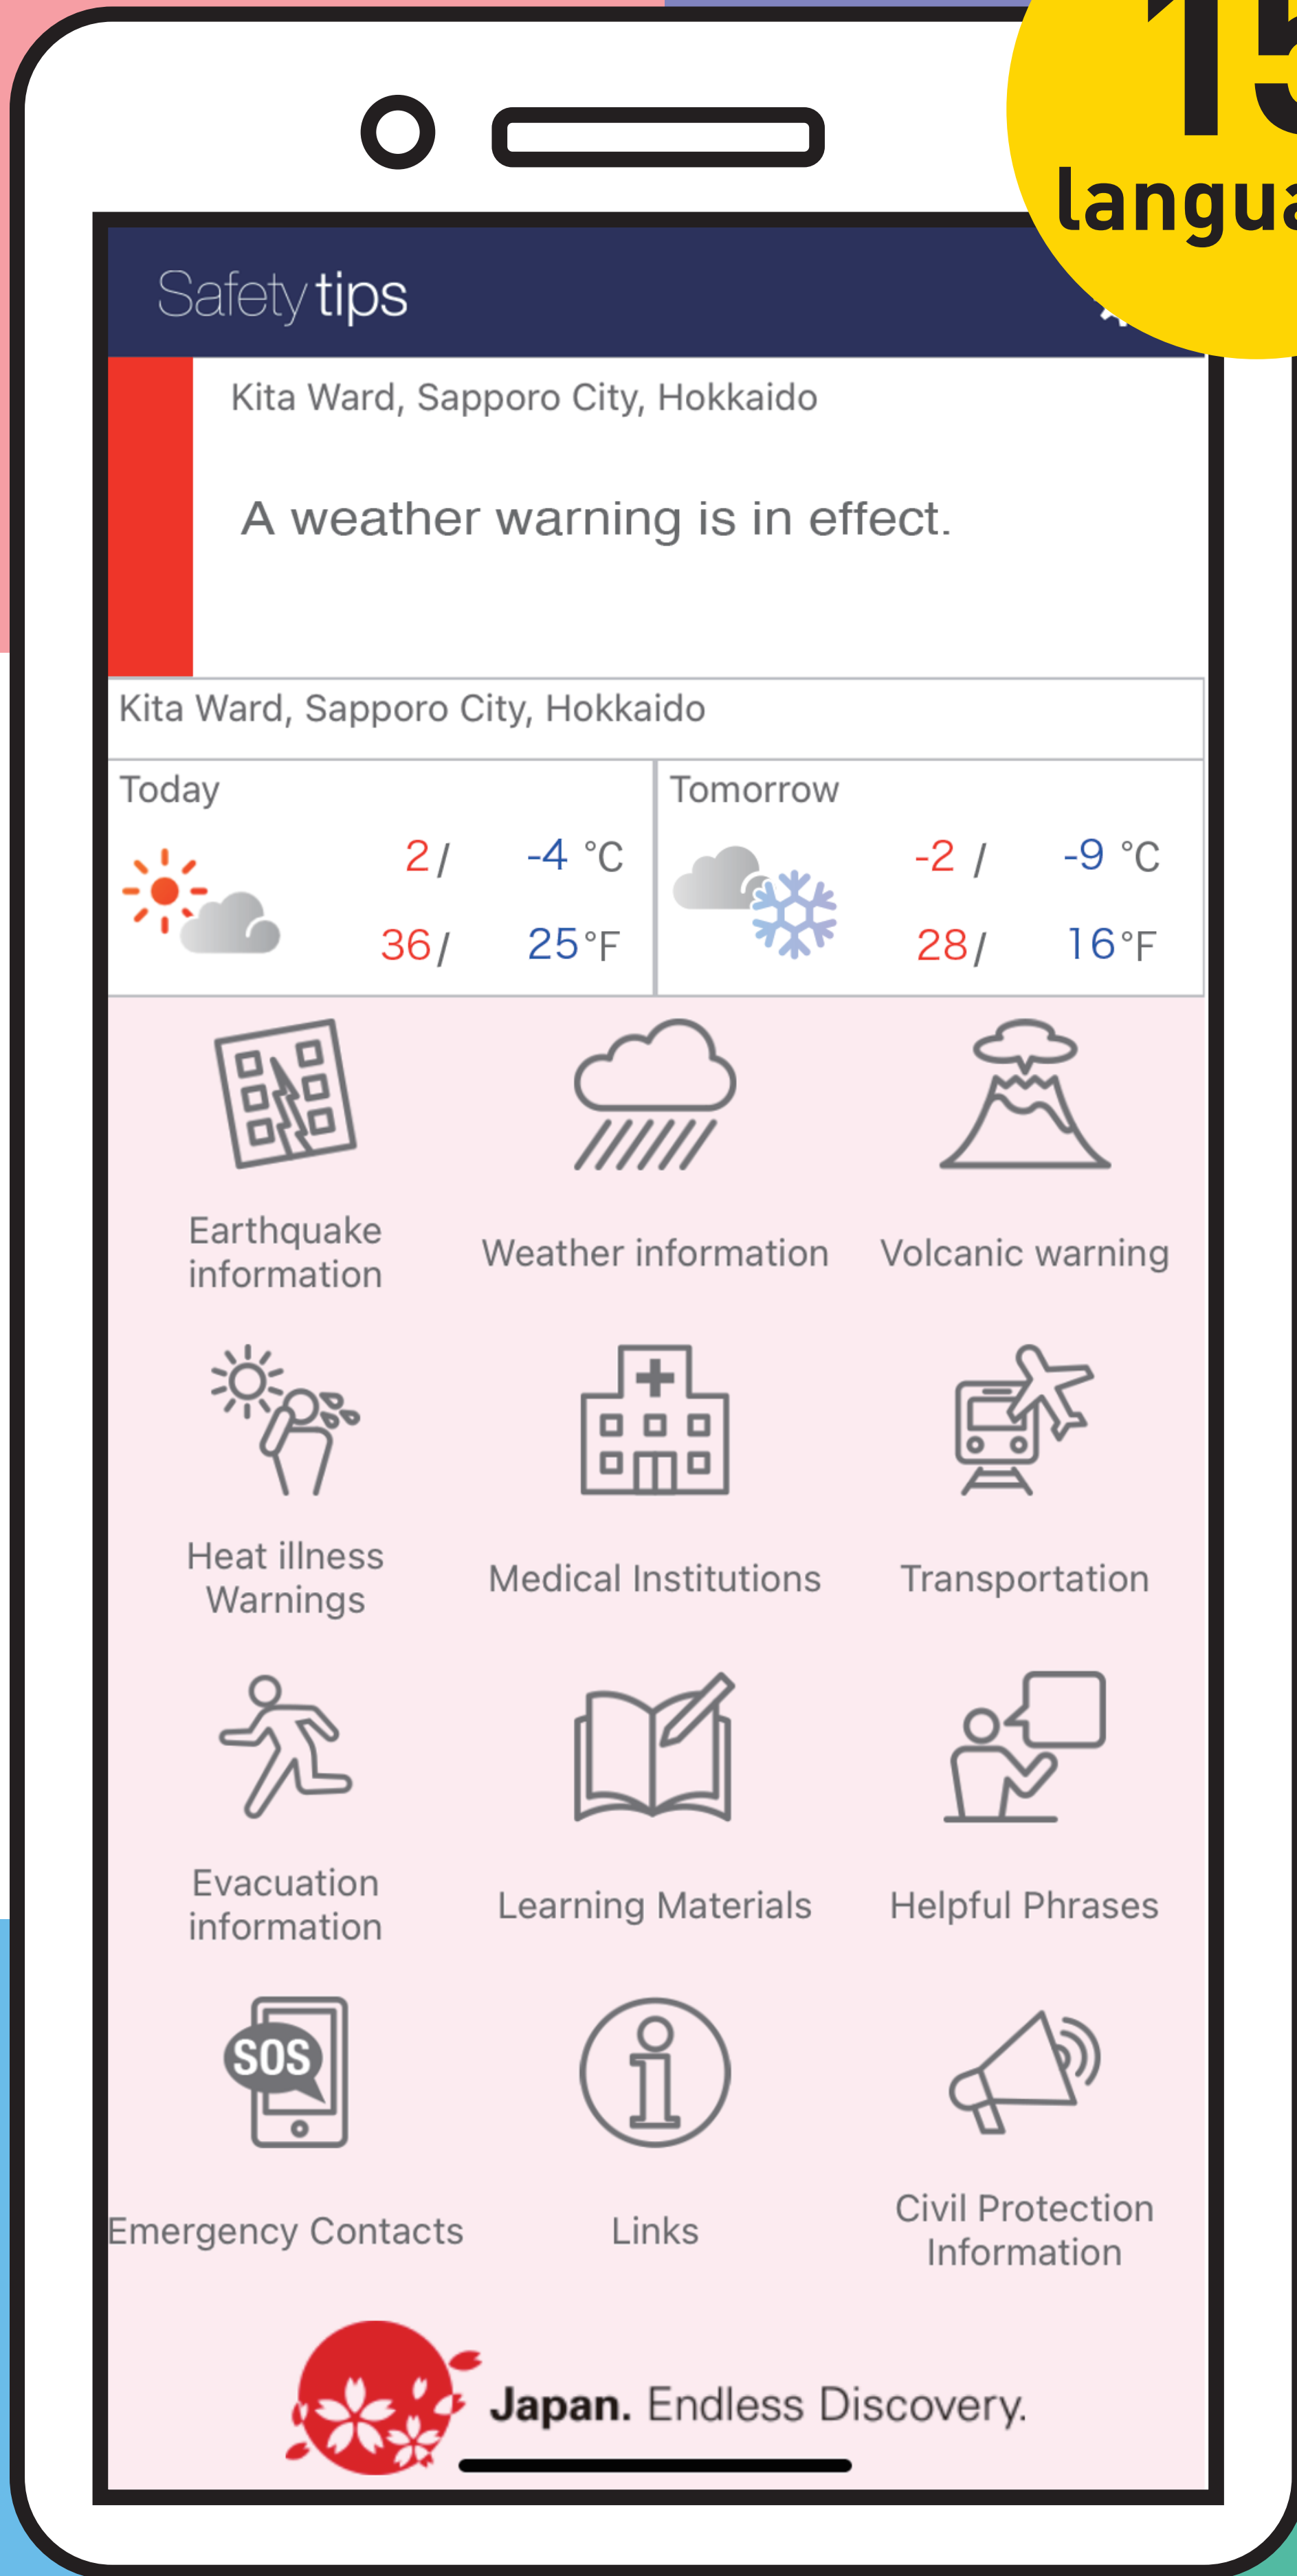 15
Safety tips
Kita Ward, Sapporo City, Hokkaido
A weather warning is in effect.
Kita Ward, Sapporo City, Hokkaido
Today
2/ -4 °C
36/ 25°F
Tomorrow
-2 / -9 °C
28/ 16°F
Earthquake
information
Weather information
Volcanic warning
Heat illness
Warnings
Medical Institutions
Transportation
Evacuation
information
Learning Materials
Helpful Phrases
SOS
Emergency Contacts
Links
Civil Protection
Information
Japan. Endless Discovery.